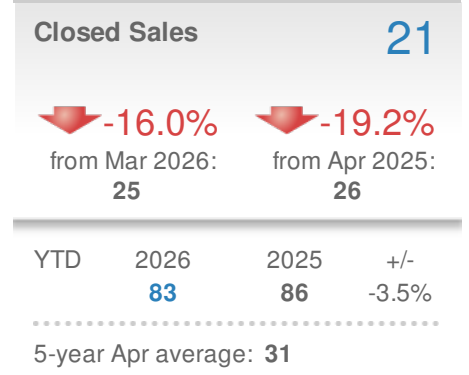 Closed Sales 21
-16.0% -19.2%
from Mar 2026: from Apr 2025:
25 26
YTD 2026 2025 +/-
83 86 -3.5%
5-year Apr average: 31